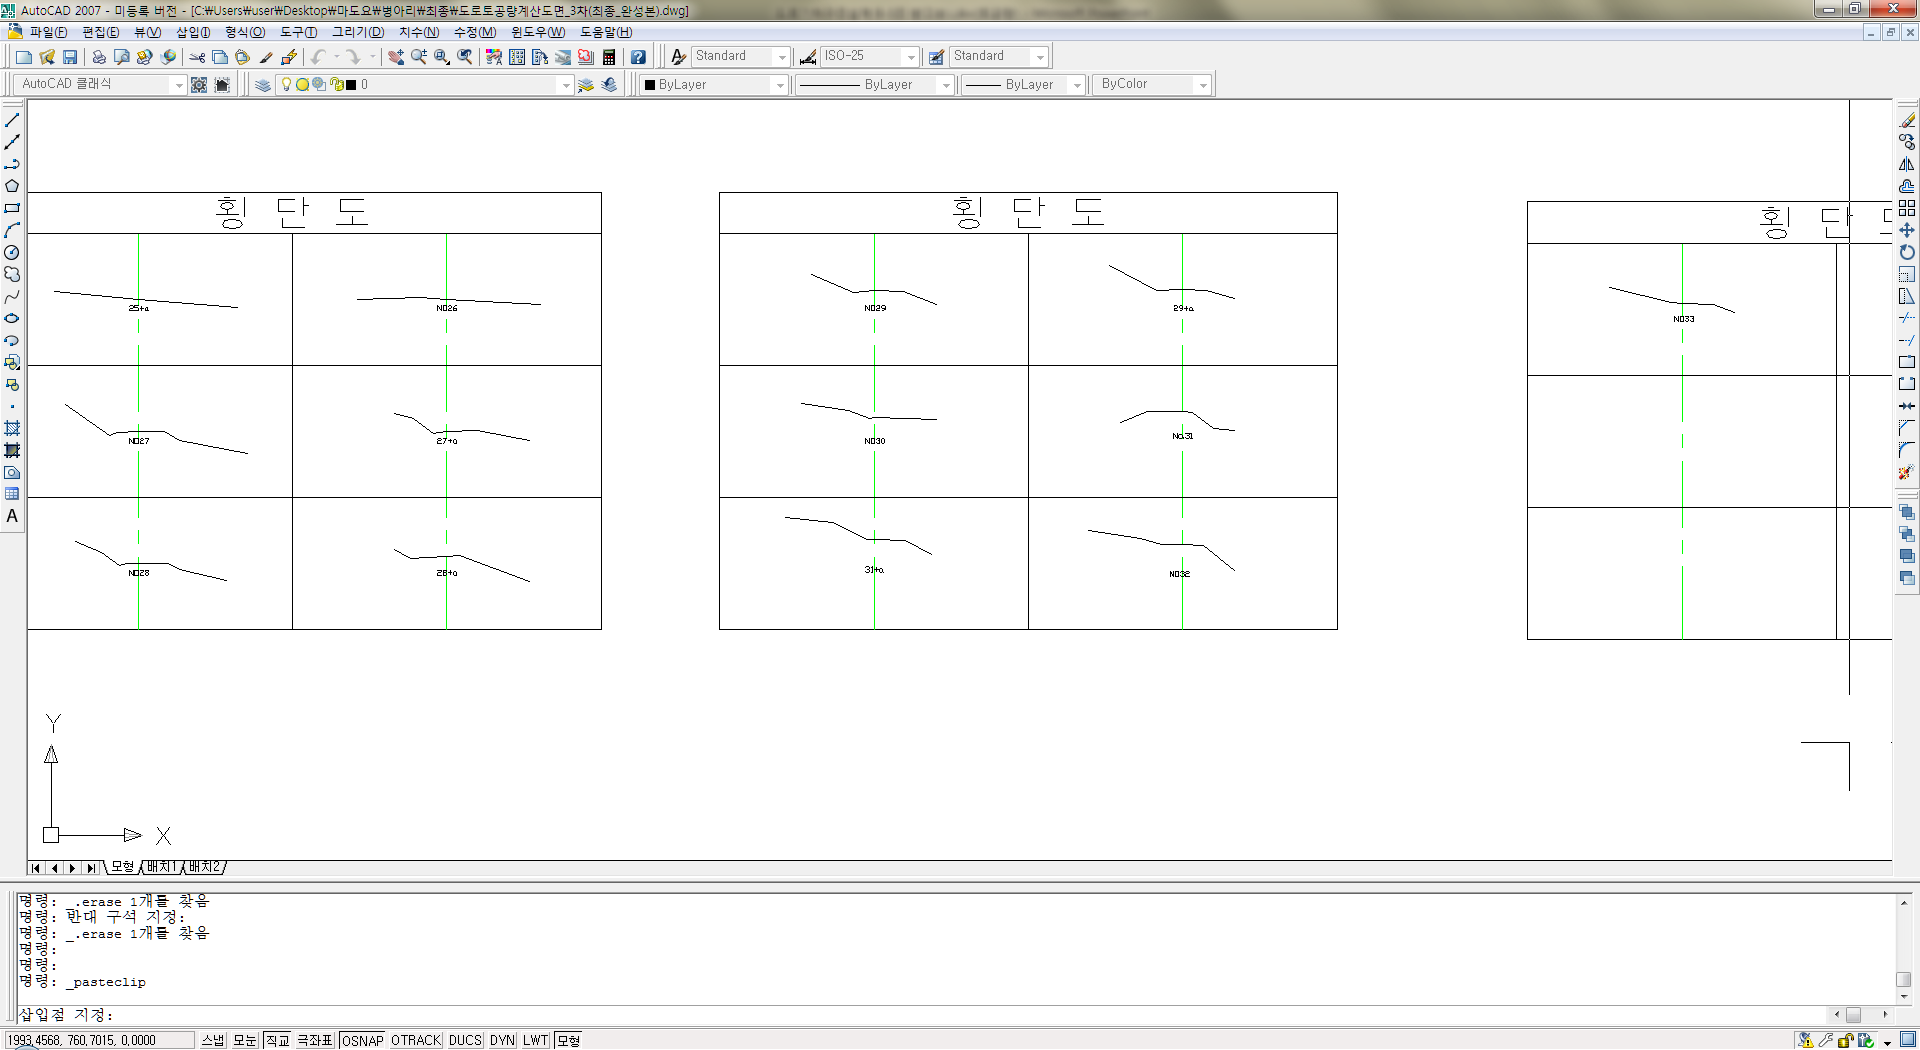 AutoCAD 2007 - 미등록 버전 - [C:₩Users₩user₩Desktop₩마도요₩병아리₩최종₩도로토공량계산도면_3차(최종_완성본).dwg]
파일(F) 편집(E) 뷰(V) 삽입(I) 형식(O) 도구(T) 그리기(D) 치수(N) 수정(M) 윈도우(W) 도움말(H)
Standard ISO-25 Standard
AutoCAD 클래식 0 ByLayer ByLayer ByLayer ByColor
횡 단 도 횡 단 도 횡 단
25+a NO26 NO29 29+a NO33
NO27 27+a NO30 No.31
NO28 28+a 31+a NO32
Y
X
모형 배치1 배치2
명령: _.erase 1개를 찾음
명령: 반대 구석 지정:
명령: _.erase 1개를 찾음
명령:
명령:
명령: _pasteclip
삽입점 지정:
1993,4568, 760,7015, 0,0000 스냅 모눈 직교 극좌표 OSNAP OTRACK DUCS DYN LWT 모형
A